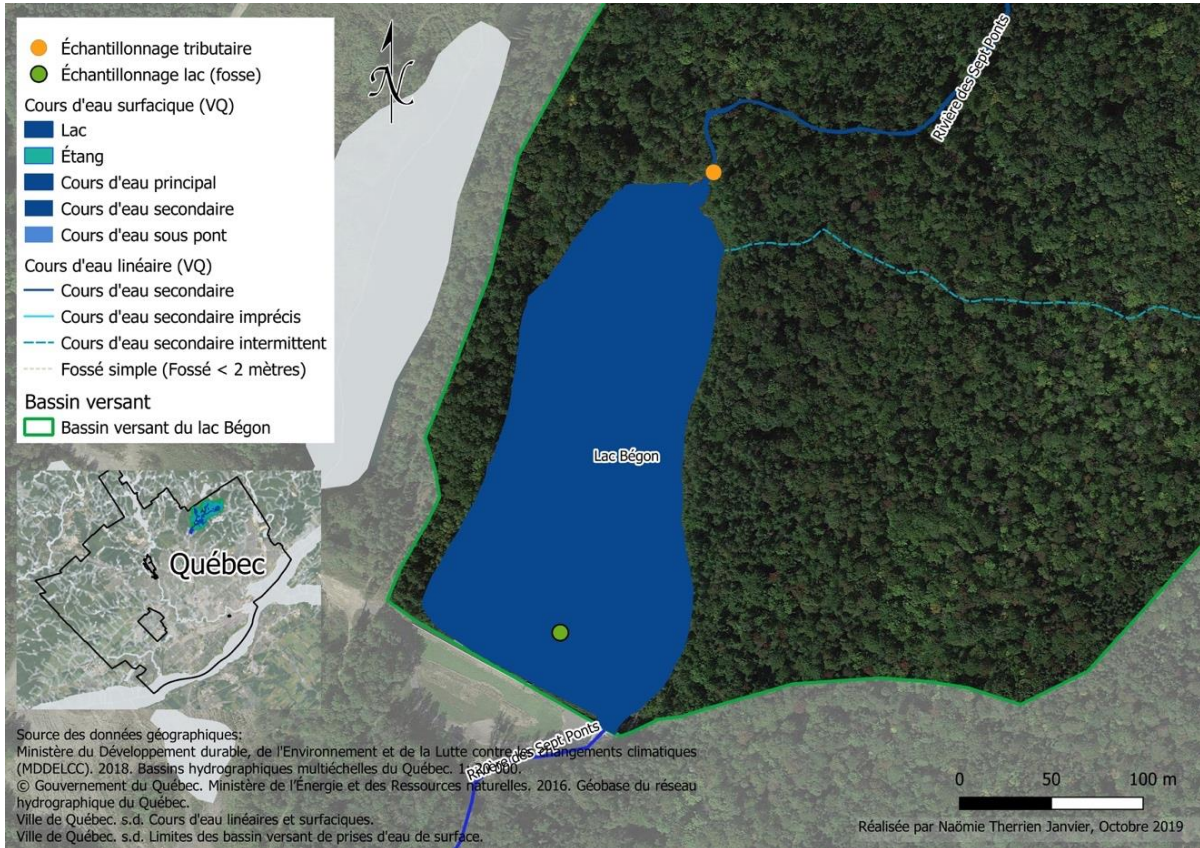 Échantillonnage tributaire
Échantillonnage lac (fosse)
Cours d'eau surfacique (VQ)
Lac
Étang
Cours d'eau principal
Cours d'eau secondaire
Cours d'eau sous pont
Cours d'eau linéaire (VQ)
Cours d'eau secondaire
Cours d'eau secondaire imprécis
Cours d'eau secondaire intermittent
Fossé simple (Fossé < 2 mètres)
Bassin versant
Bassin versant du lac Bégon
N
Rivière des Sept Ponts
Lac Bégon
Québec
Rivière des Sept Ponts
Source des données géographiques:
Ministère du Développement durable, de l'Environnement et de la Lutte contre les changements climatiques
(MDDELCC). 2018. Bassins hydrographiques multiéchelles du Québec.
© Gouvernement du Québec. Ministère de l'Énergie et des Ressources naturelles. 2016. Géobase du réseau
hydrographique du Québec.
Ville de Québec. s.d. Cours d'eau linéaires et surfaciques.
Ville de Québec. s.d. Limites des bassin versant de prises d'eau de surface.
0 50 100 m
Réalisée par Naömie Therrien Janvier, Octobre 2019